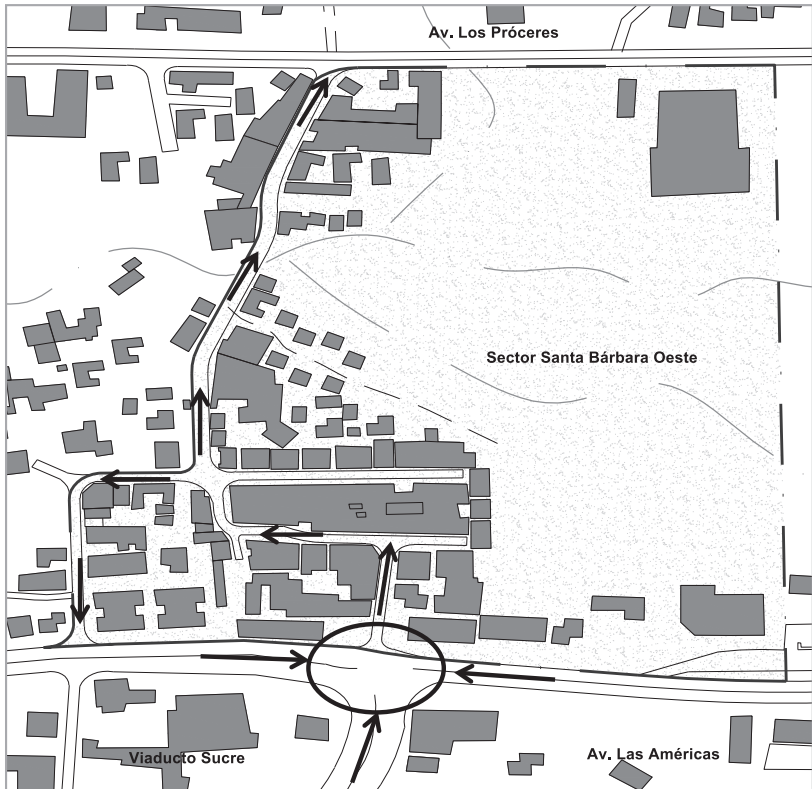 Av. Los Próceres
Sector Santa Bárbara Oeste
Viaducto Sucre
Av. Las Américas